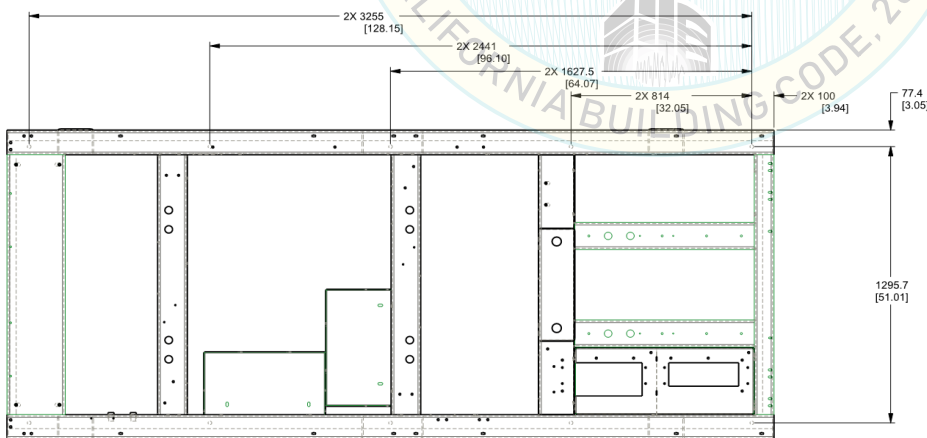 2X 3255
[128.15]
2X 2441
[96.10]
2X 1627.5
[64.07]
2X 814
[32.05]
2X 100
[3.94]
77.4
[3.05]
1295.7
[51.01]
BUILDING CODE,